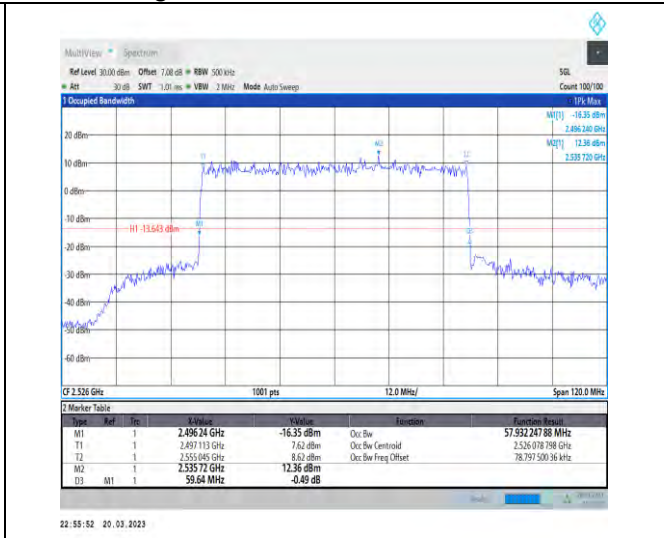 MultiView Spectrum
Ref Level 30.00 dBm Offset 7.08 dB RBW 500 kHz SGL
Att 30 dB SWT 1.01 ms VBW 2 MHz Mode Auto Sweep Count 100/100
1 Occupied Bandwidth 1Pk Max
M1[1] -16.35 dBm
2.496 240 GHz
M2[1] 12.36 dBm
2.535 720 GHz
20 dBm
M2
T1 T2
10 dBm
0 dBm
-10 dBm
H1 -13.643 dBm
M1
D3
-20 dBm
-30 dBm
-40 dBm
-50 dBm
-60 dBm
CF 2.526 GHz 1001 pts 12.0 MHz/ Span 120.0 MHz
2 Marker Table
Type Ref Trc X-Value Y-Value Function Function Result
M1 1 2.496 24 GHz -16.35 dBm Occ Bw 57.932 247 88 MHz
T1 1 2.497 113 GHz 7.62 dBm Occ Bw Centroid 2.526 078 798 GHz
T2 1 2.555 045 GHz 8.62 dBm Occ Bw Freq Offset 78.797 500 36 kHz
M2 1 2.535 72 GHz 12.36 dBm
D3 M1 1 59.64 MHz -0.49 dB
22:55:52 20.03.2023